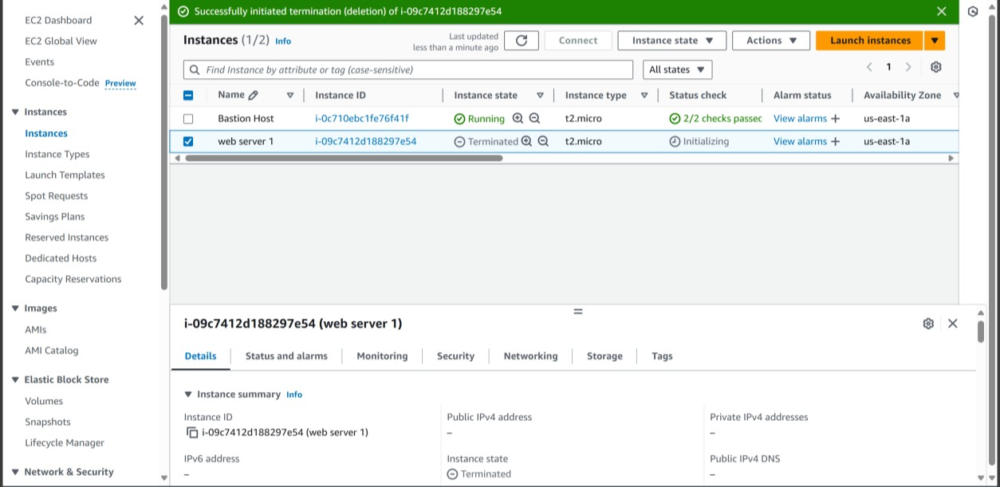 EC2 Dashboard
EC2 Global View
Events
Console-to-Code Preview
Instances
Instances
Instance Types
Launch Templates
Spot Requests
Savings Plans
Reserved Instances
Dedicated Hosts
Capacity Reservations
Images
AMIs
AMI Catalog
Elastic Block Store
Volumes
Snapshots
Lifecycle Manager
Network & Security
Successfully initiated termination (deletion) of i-09c7412d188297e54
Instances (1/2) Info
Last updated
less than a minute ago
Connect
Instance state
Actions
Launch instances
Find Instance by attribute or tag (case-sensitive)
All states
1
Name Instance ID Instance state Instance type Status check Alarm status Availability Zone
Bastion Host i-0c710ebc1fe76f41f Running t2.micro 2/2 checks passec View alarms + us-east-1a
web server 1 i-09c7412d188297e54 Terminated t2.micro Initializing View alarms + us-east-1a
i-09c7412d188297e54 (web server 1)
Details Status and alarms Monitoring Security Networking Storage Tags
Instance summary Info
Instance ID
i-09c7412d188297e54 (web server 1)
Public IPv4 address
–
Private IPv4 addresses
–
IPv6 address
–
Instance state
Terminated
Public IPv4 DNS
–